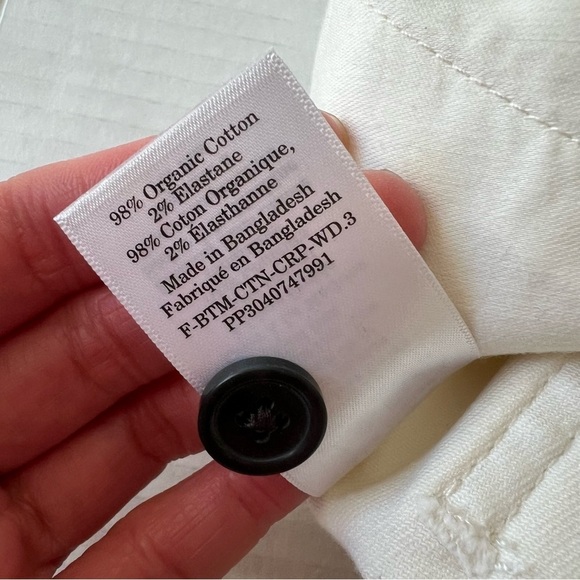 98% Organic Cotton
2% Elastane
98% Coton Organique,
2% Élasthanne
Made in Bangladesh
Fabriqué en Bangladesh
F-BTM-CTN-CRP-WD.3
PP3040747991